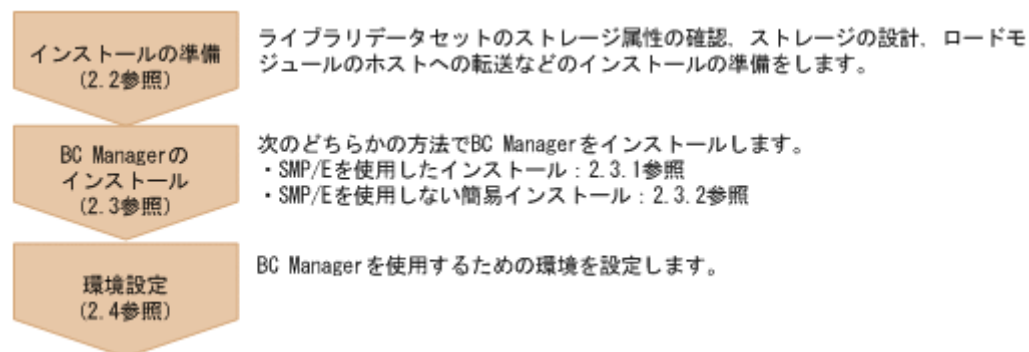 インストールの準備
(2.2参照)
ライブラリデータセットのストレージ属性の確認，ストレージの設計，ロードモ
ジュールのホストへの転送などのインストールの準備をします。
BC Managerの
インストール
(2.3参照)
次のどちらかの方法でBC Managerをインストールします。
・SMP/Eを使用したインストール：2.3.1参照
・SMP/Eを使用しない簡易インストール：2.3.2参照
環境設定
(2.4参照)
BC Managerを使用するための環境を設定します。